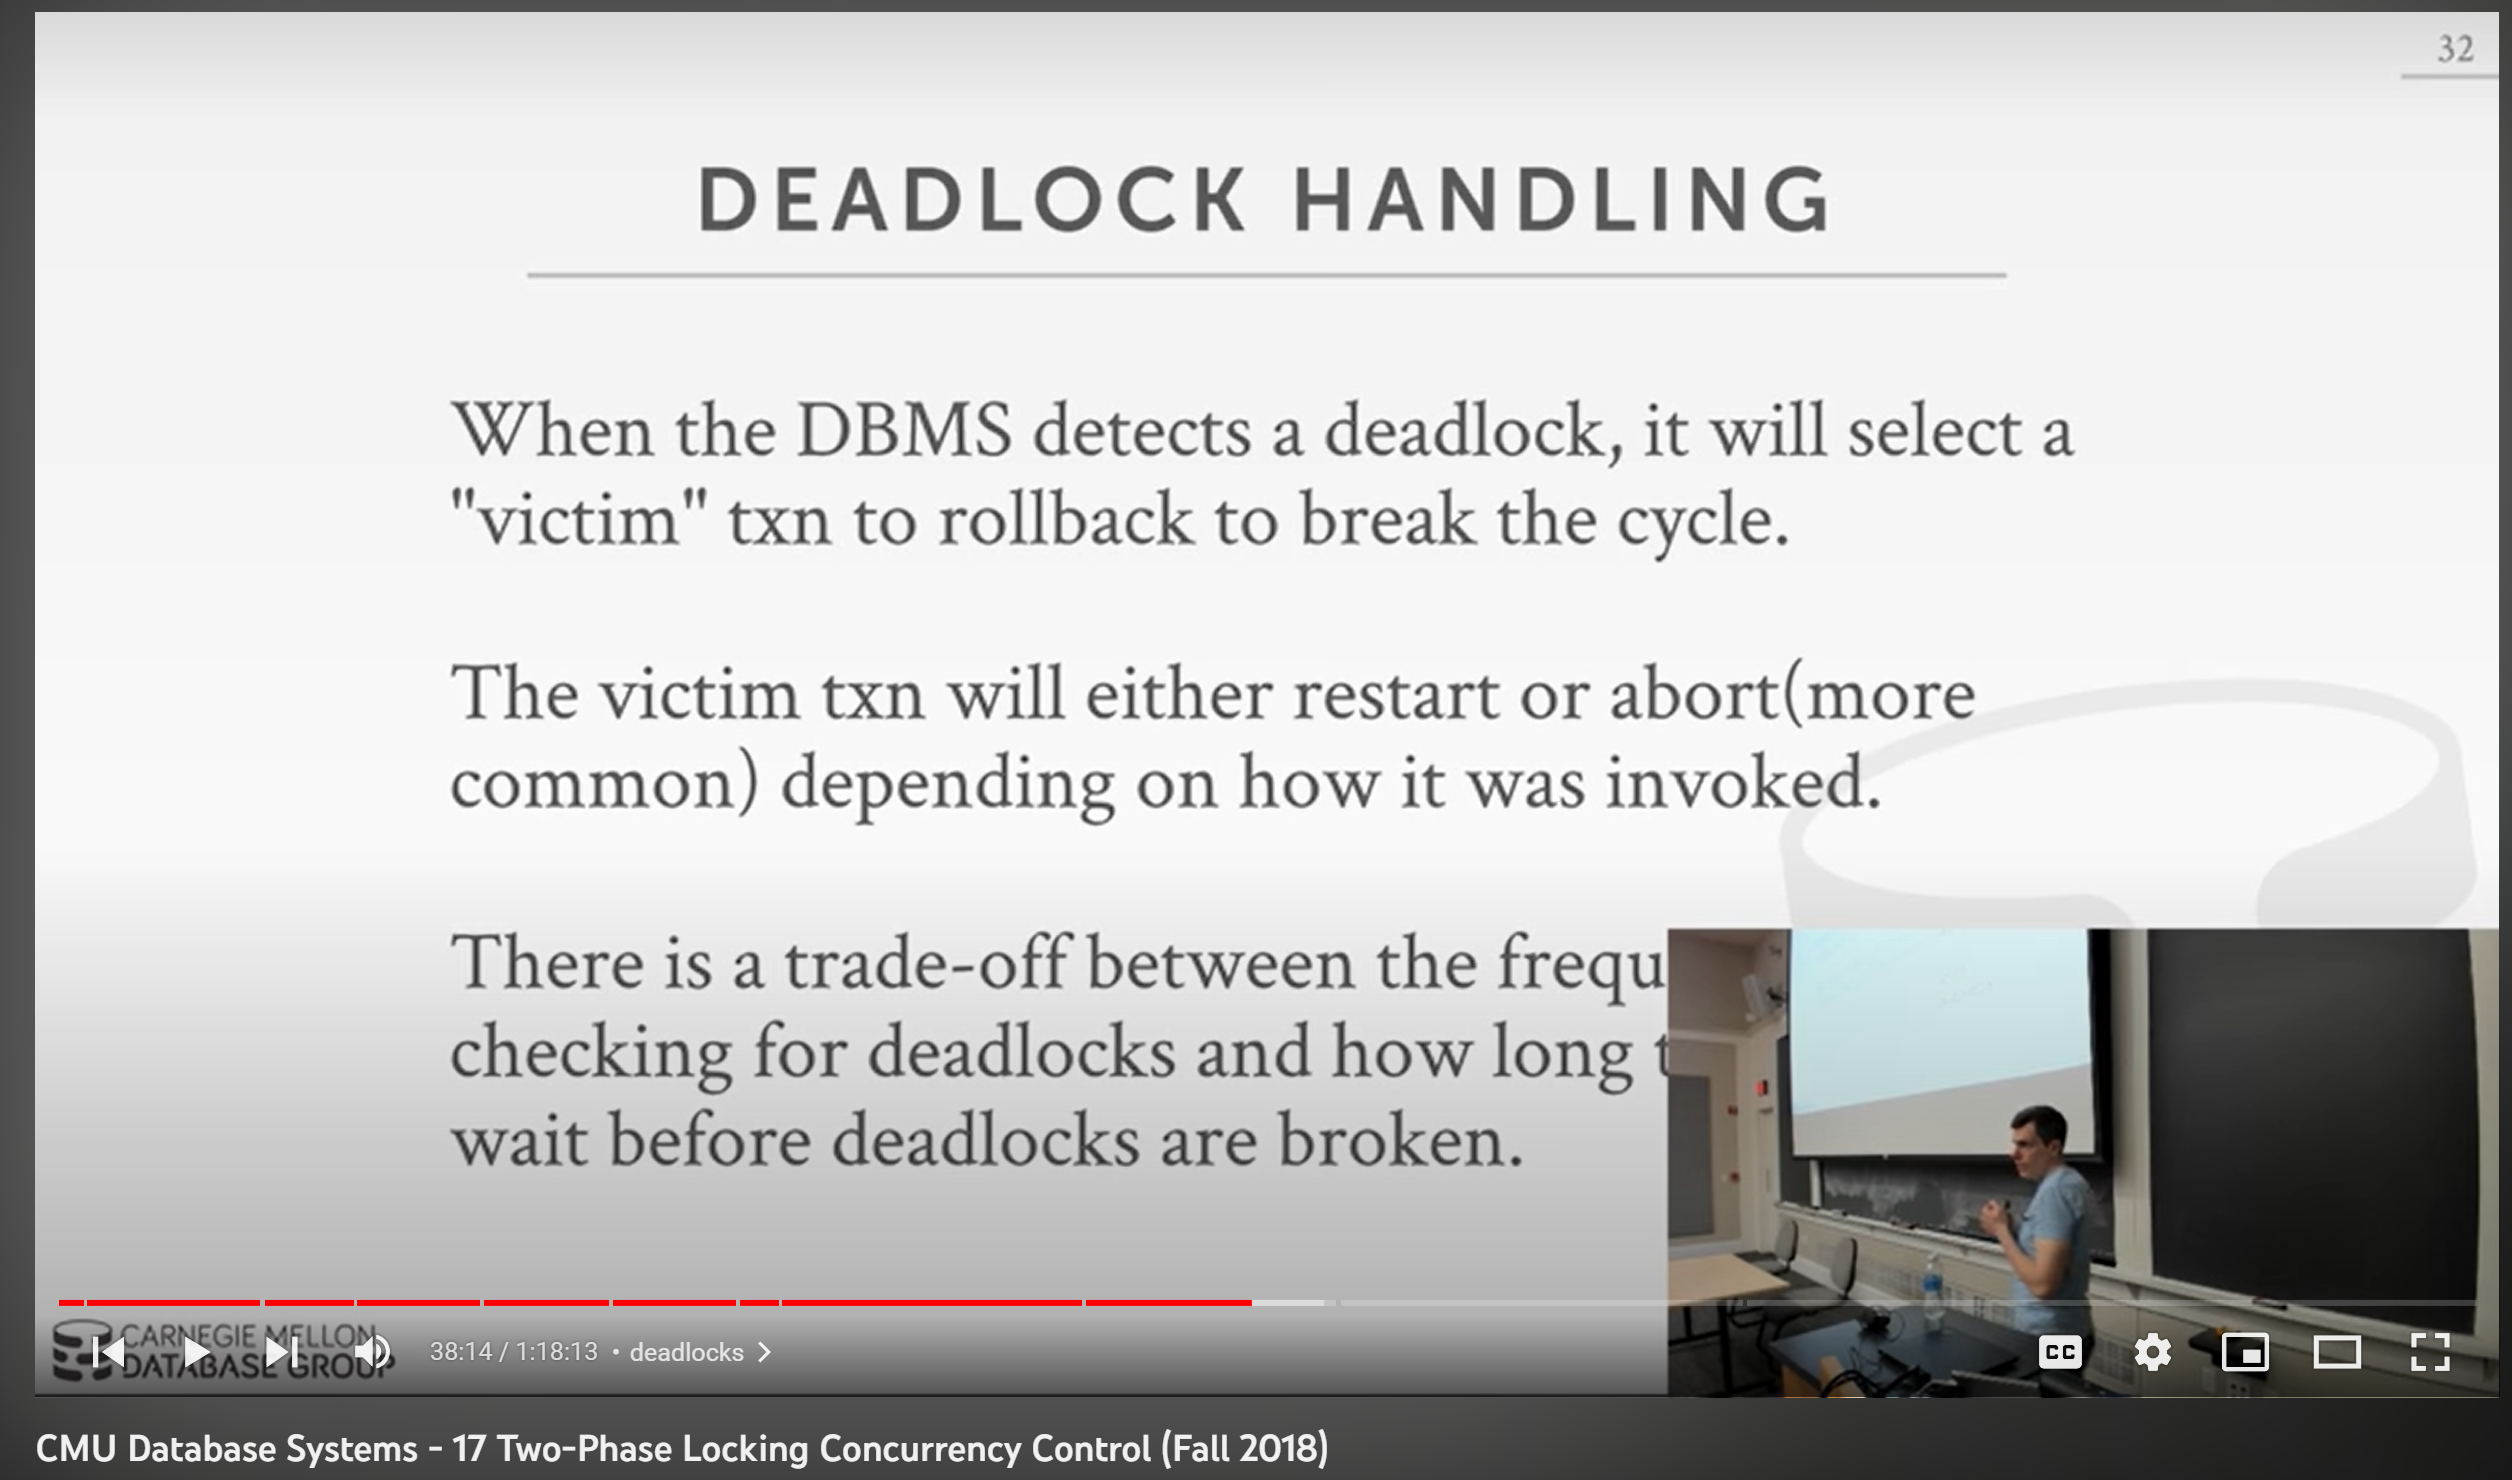 32
DEADLOCK HANDLING
When the DBMS detects a deadlock, it will select a
"victim" txn to rollback to break the cycle.
The victim txn will either restart or abort(more
common) depending on how it was invoked.
There is a trade-off between the frequ
checking for deadlocks and how long t
wait before deadlocks are broken.
CARNEGIE MELLON
DATABASE GROUP
38:14 / 1:18:13 • deadlocks
CC
CMU Database Systems - 17 Two-Phase Locking Concurrency Control (Fall 2018)